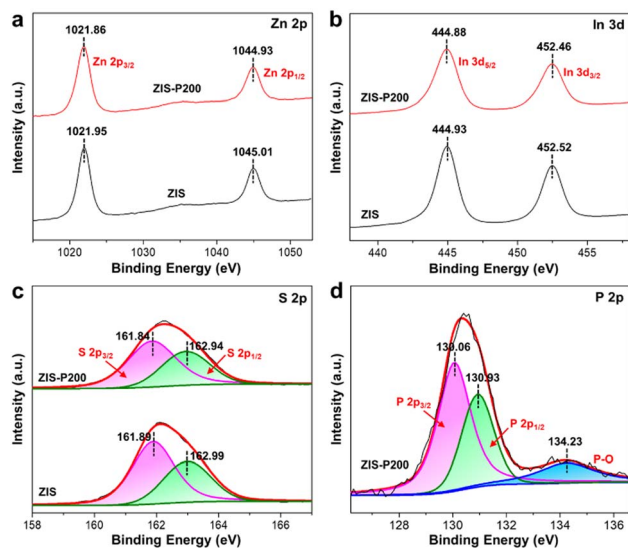 a
Zn 2p
1021.86
Zn 2p3/2
1044.93
Zn 2p1/2
ZIS-P200
1021.95
1045.01
ZIS
Intensity (a.u.)
1020
1030
1040
1050
Binding Energy (eV)
b
In 3d
444.88
In 3d5/2
452.46
In 3d3/2
ZIS-P200
444.93
452.52
ZIS
Intensity (a.u.)
440
445
450
455
Binding Energy (eV)
c
S 2p
161.84
162.94
S 2p3/2
S 2p1/2
ZIS-P200
161.89
162.99
ZIS
Intensity (a.u.)
158
160
162
164
166
Binding Energy (eV)
d
P 2p
130.06
130.93
P 2p3/2
P 2p1/2
134.23
P-O
ZIS-P200
Intensity (a.u.)
128
130
132
134
136
Binding Energy (eV)